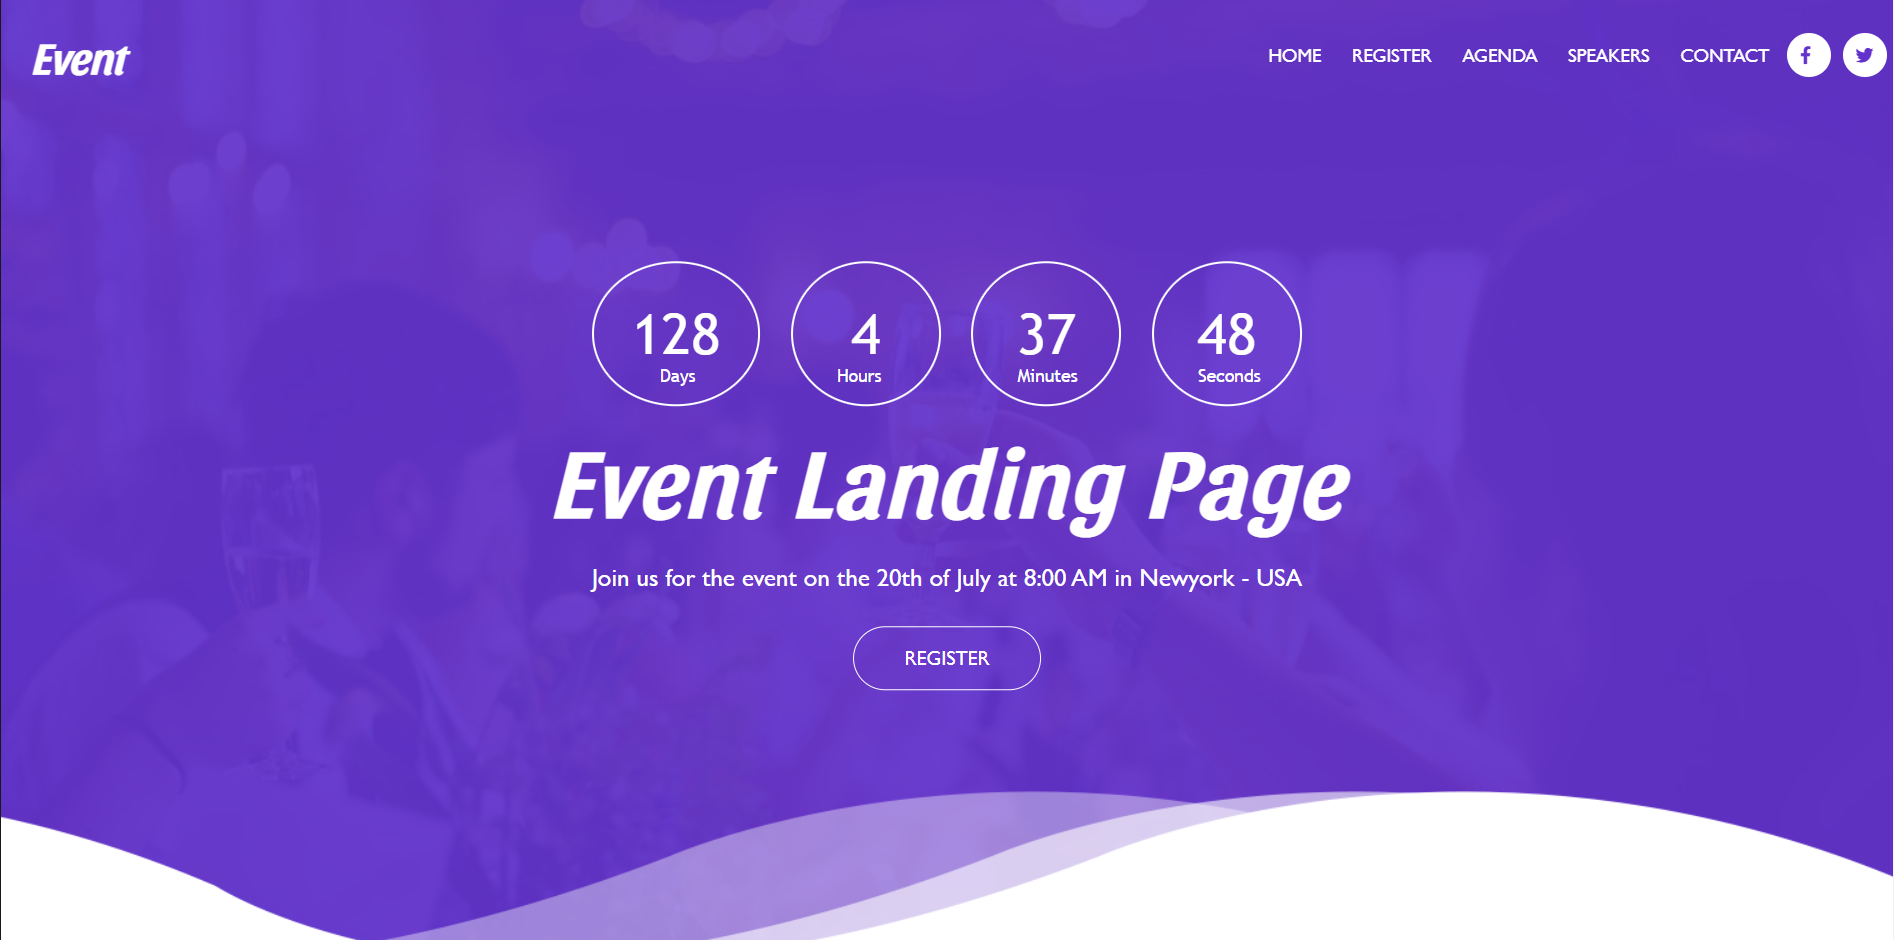 Event
HOME REGISTER AGENDA SPEAKERS CONTACT
128 4 37 48
Days Hours Minutes Seconds
Event Landing Page
Join us for the event on the 20th of July at 8:00 AM in Newyork - USA
REGISTER